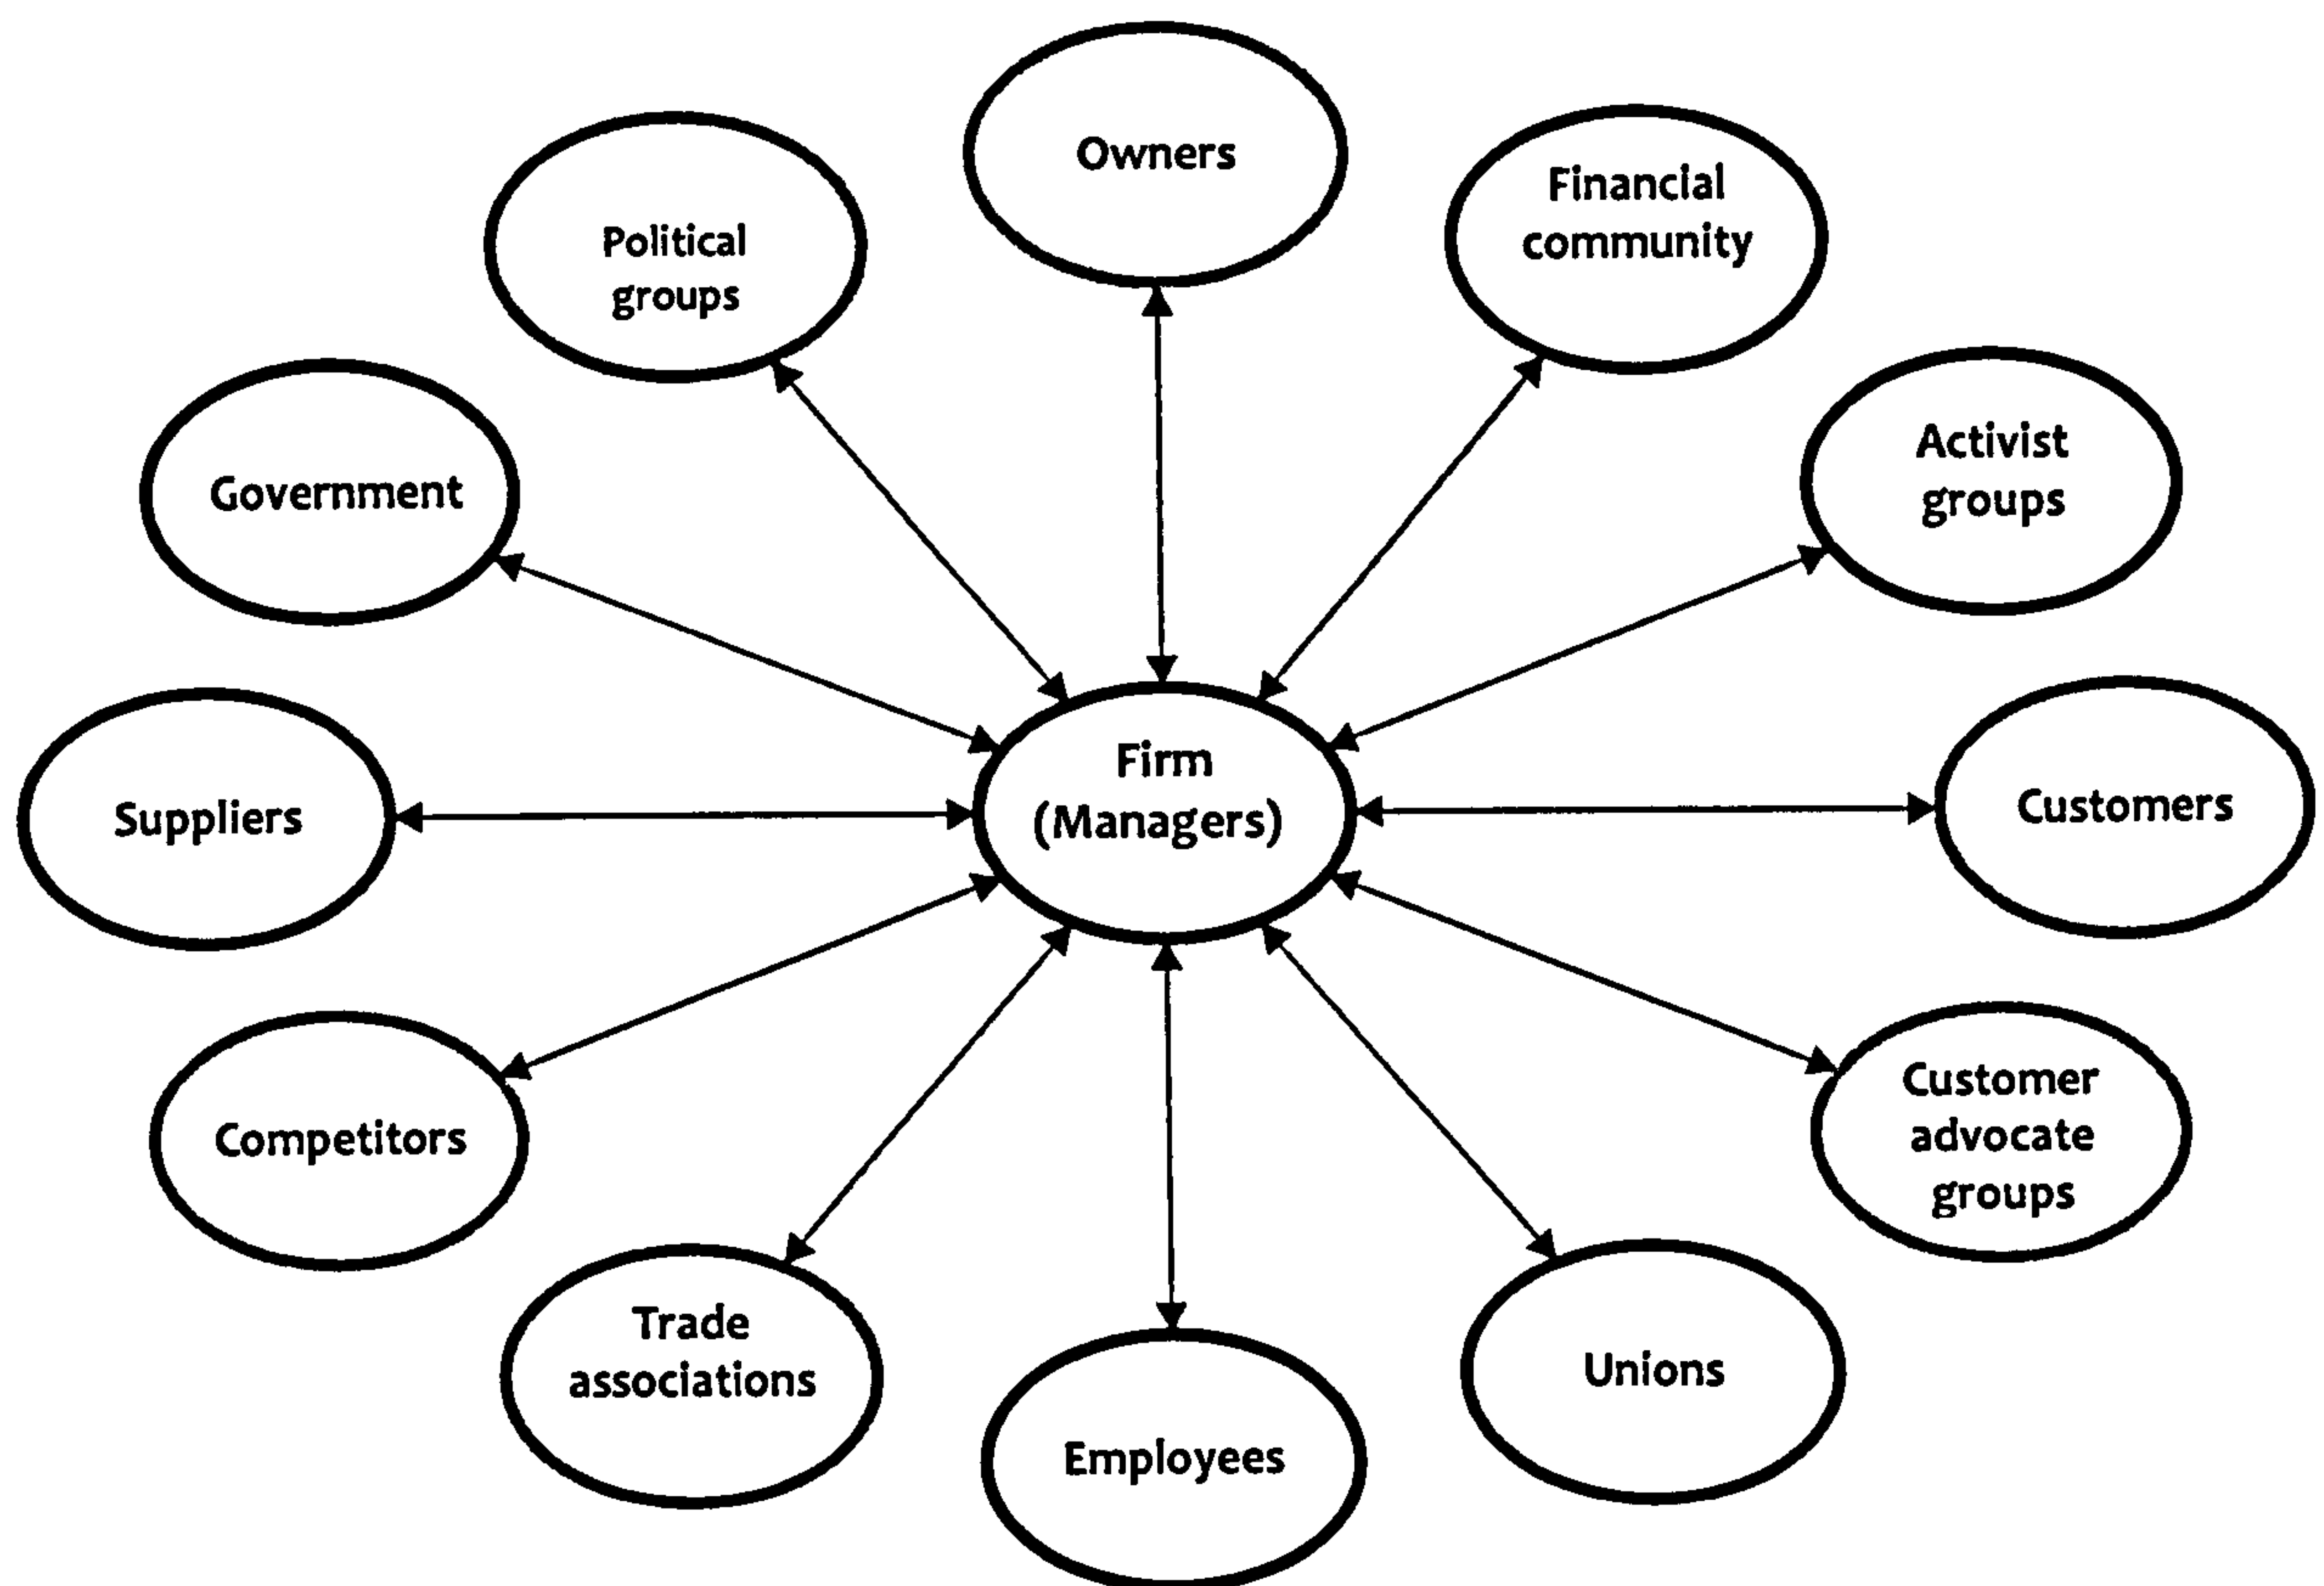 Owners
Financial
community
Political
groups
Activist
groups
Government
Firm
(Managers)
Suppliers
Customers
Competitors
Customer
advocate
groups
Trade
associations
Unions
Employees